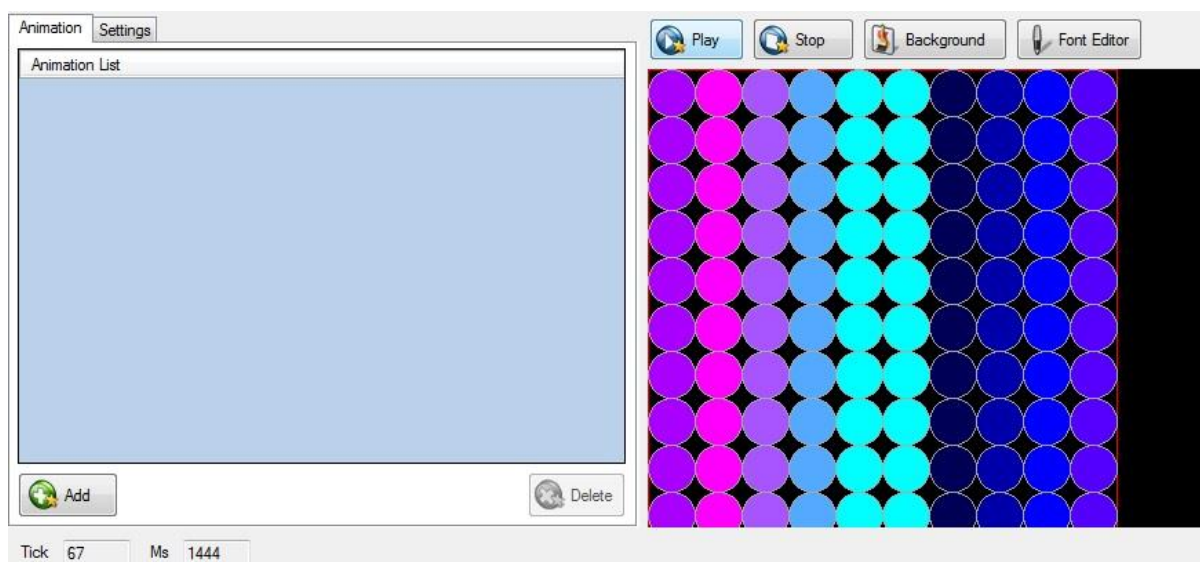 Animation Settings
Animation List
Add Delete
Tick 67 Ms 1444
Play Stop Background Font Editor